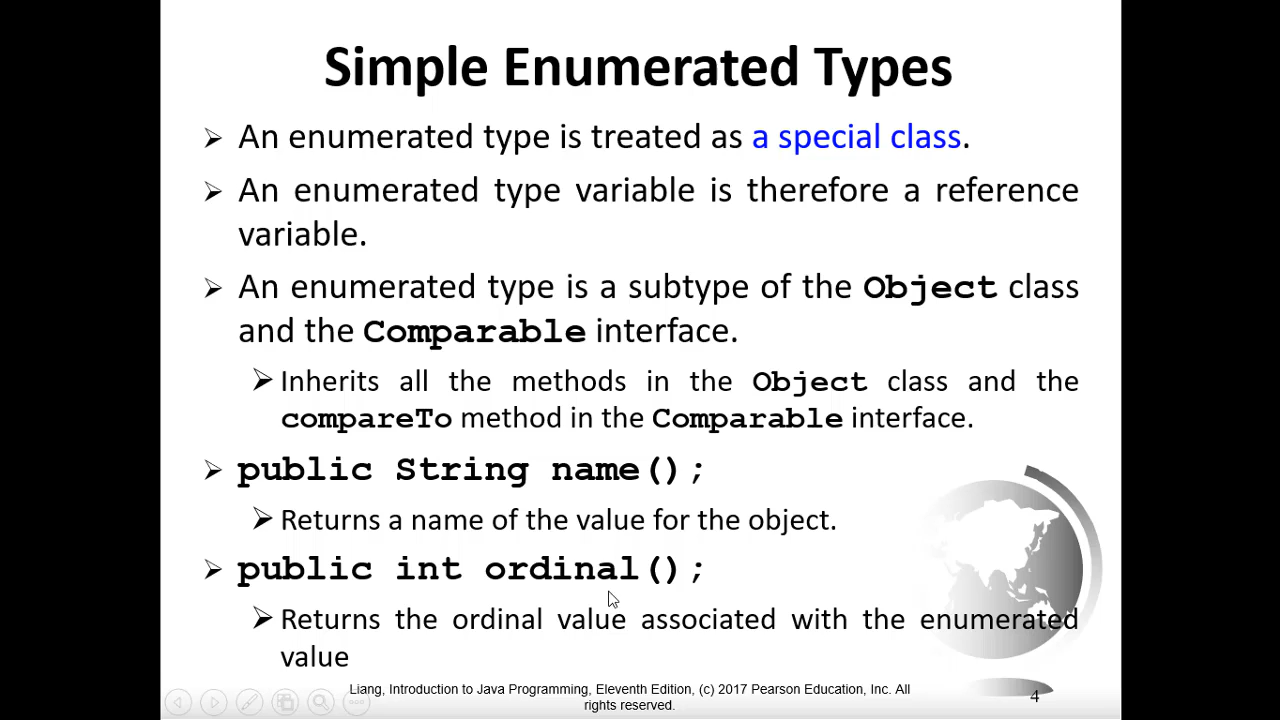 Simple Enumerated Types
An enumerated type is treated as a special class.
An enumerated type variable is therefore a reference
variable.
An enumerated type is a subtype of the Object class
and the Comparable interface.
Inherits all the methods in the Object class and the
compareTo method in the Comparable interface.
public String name();
Returns a name of the value for the object.
public int ordinal();
Returns the ordinal value associated with the enumerated
value
Liang, Introduction to Java Programming, Eleventh Edition, (c) 2017 Pearson Education, Inc. All
rights reserved.
4